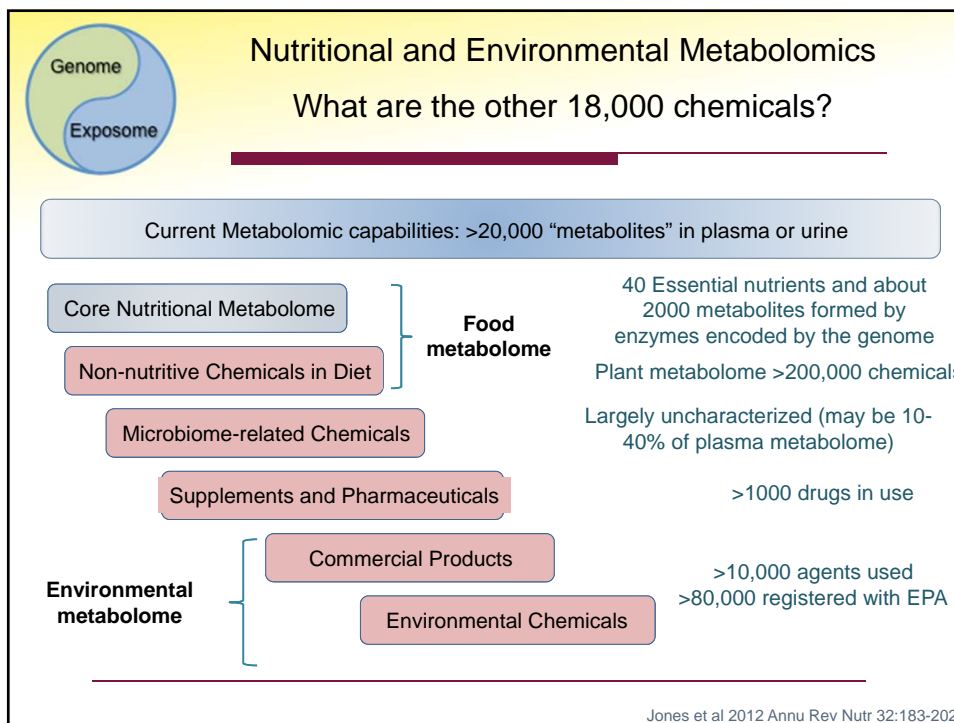 Genome
Exposome
Nutritional and Environmental Metabolomics
What are the other 18,000 chemicals?
Current Metabolomic capabilities: >20,000 “metabolites” in plasma or urine
Core Nutritional Metabolome
Non-nutritive Chemicals in Diet
Food
metabolome
40 Essential nutrients and about
2000 metabolites formed by
enzymes encoded by the genome
Plant metabolome >200,000 chemicals
Microbiome-related Chemicals
Largely uncharacterized (may be 10-
40% of plasma metabolome)
Supplements and Pharmaceuticals
>1000 drugs in use
Environmental
metabolome
Commercial Products
Environmental Chemicals
>10,000 agents used
>80,000 registered with EPA
Jones et al 2012 Annu Rev Nutr 32:183-202